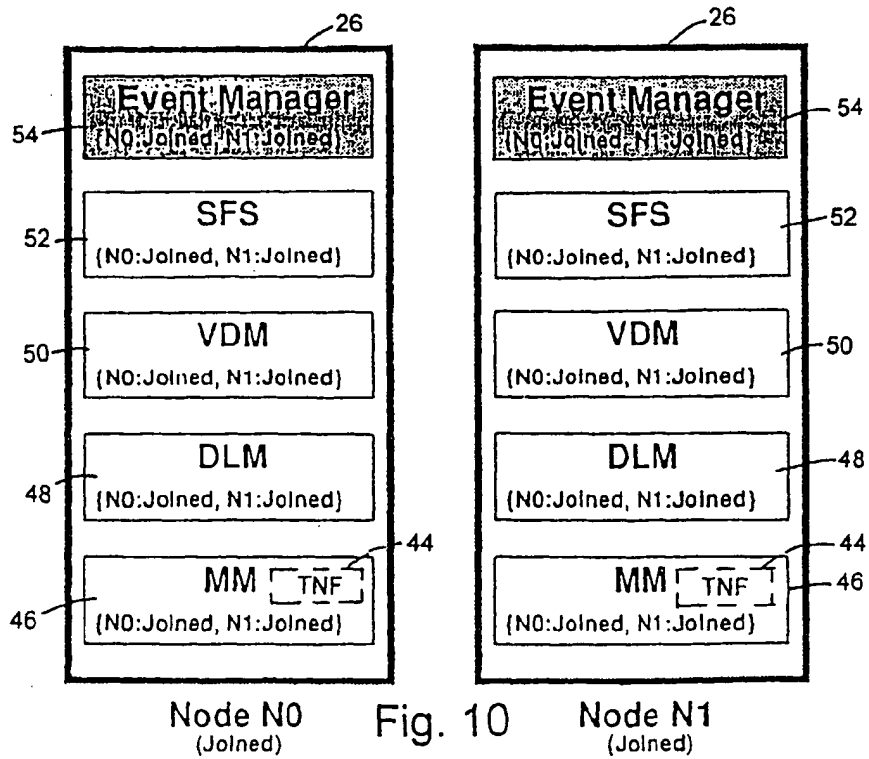 26
Event Manager
54
{N0:Joined, N1:Joined}
SFS
52
{N0:Joined, N1:Joined}
VDM
50
{N0:Joined, N1:Joined}
DLM
48
{N0:Joined, N1:Joined}
44
MM
TNF
46
{N0:Joined, N1:Joined}
Node N0
(Joined)
26
Event Manager
54
{N0:Joined, N1:Joined}
SFS
52
{N0:Joined, N1:Joined}
VDM
50
{N0:Joined, N1:Joined}
DLM
48
{N0:Joined, N1:Joined}
44
MM
TNF
46
{N0:Joined, N1:Joined}
Node N1
(Joined)
Fig. 10